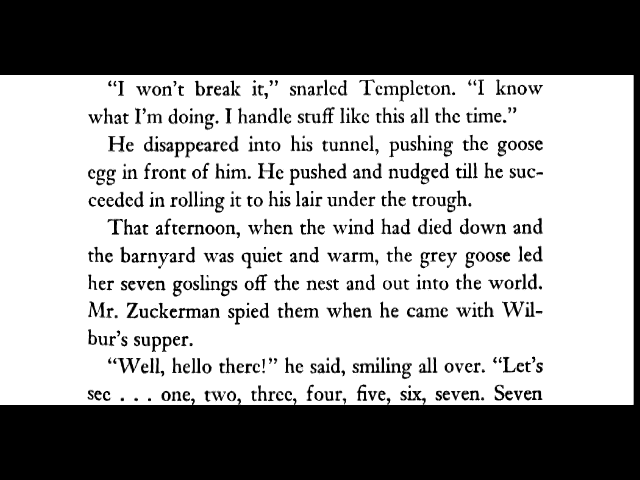 "I won't break it," snarled Templeton. "I know
what I'm doing. I handle stuff like this all the time."
He disappeared into his tunnel, pushing the goose
egg in front of him. He pushed and nudged till he suc-
ceeded in rolling it to his lair under the trough.
That afternoon, when the wind had died down and
the barnyard was quiet and warm, the grey goose led
her seven goslings off the nest and out into the world.
Mr. Zuckerman spied them when he came with Wil-
bur's supper.
"Well, hello there!" he said, smiling all over. "Let's
see . . . one, two, three, four, five, six, seven. Seven